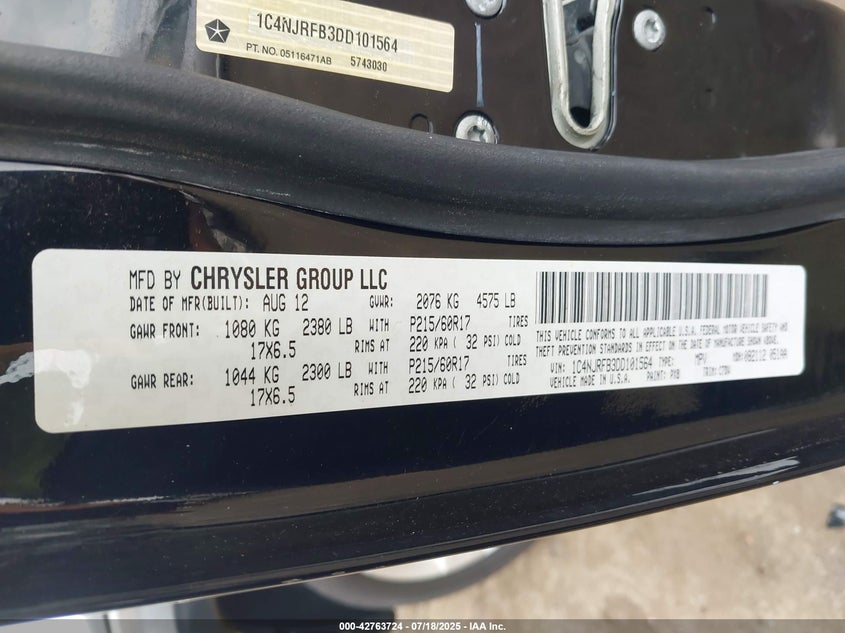 1C4NJRFB3DD101564
PT. NO. 05116471AB 5743030
MFD BY CHRYSLER GROUP LLC
DATE OF MFR(BUILT): AUG 12 GVWR: 2076 KG 4575 LB
GAWR FRONT: 1080 KG 2380 LB WITH P215/60R17 TIRES
17X6.5 RIMS AT 220 KPA ( 32 PSI) COLD
GAWR REAR: 1044 KG 2300 LB WITH P215/60R17 TIRES
17X6.5 RIMS AT 220 KPA ( 32 PSI) COLD
THIS VEHICLE CONFORMS TO ALL APPLICABLE U.S.A. FEDERAL MOTOR VEHICLE SAFETY AND
THEFT PREVENTION STANDARDS IN EFFECT ON THE DATE OF MANUFACTURE SHOWN ABOVE.
VIN: 1C4NJRFB3DD101564 TYPE: MPV MDH: 082112 051AA
VEHICLE MADE IN U.S.A. PAINT: PX8 TRIM:
000-42763724 | 07/18/2025 - IAA Inc.